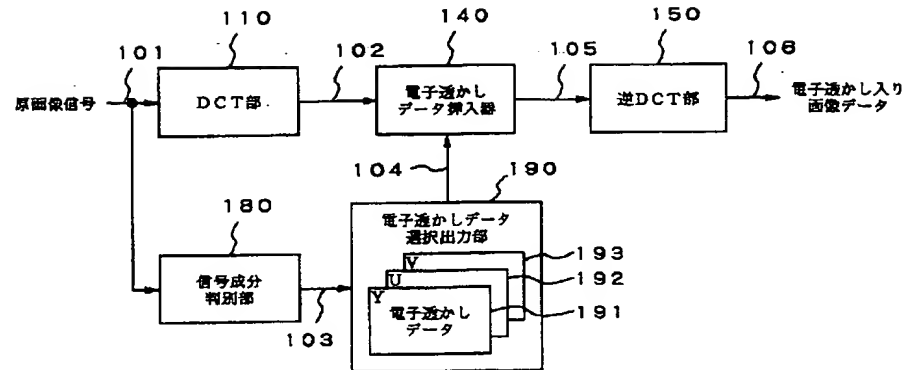 110
140
150
101
102
105
106
原画像信号
DCT部
電子透かし
データ挿入器
逆DCT部
電子透かし入り
画像データ
104
190
180
電子透かしデータ
選択出力部
193
V
192
U
信号成分
判別部
Y
191
電子透かし
データ
103